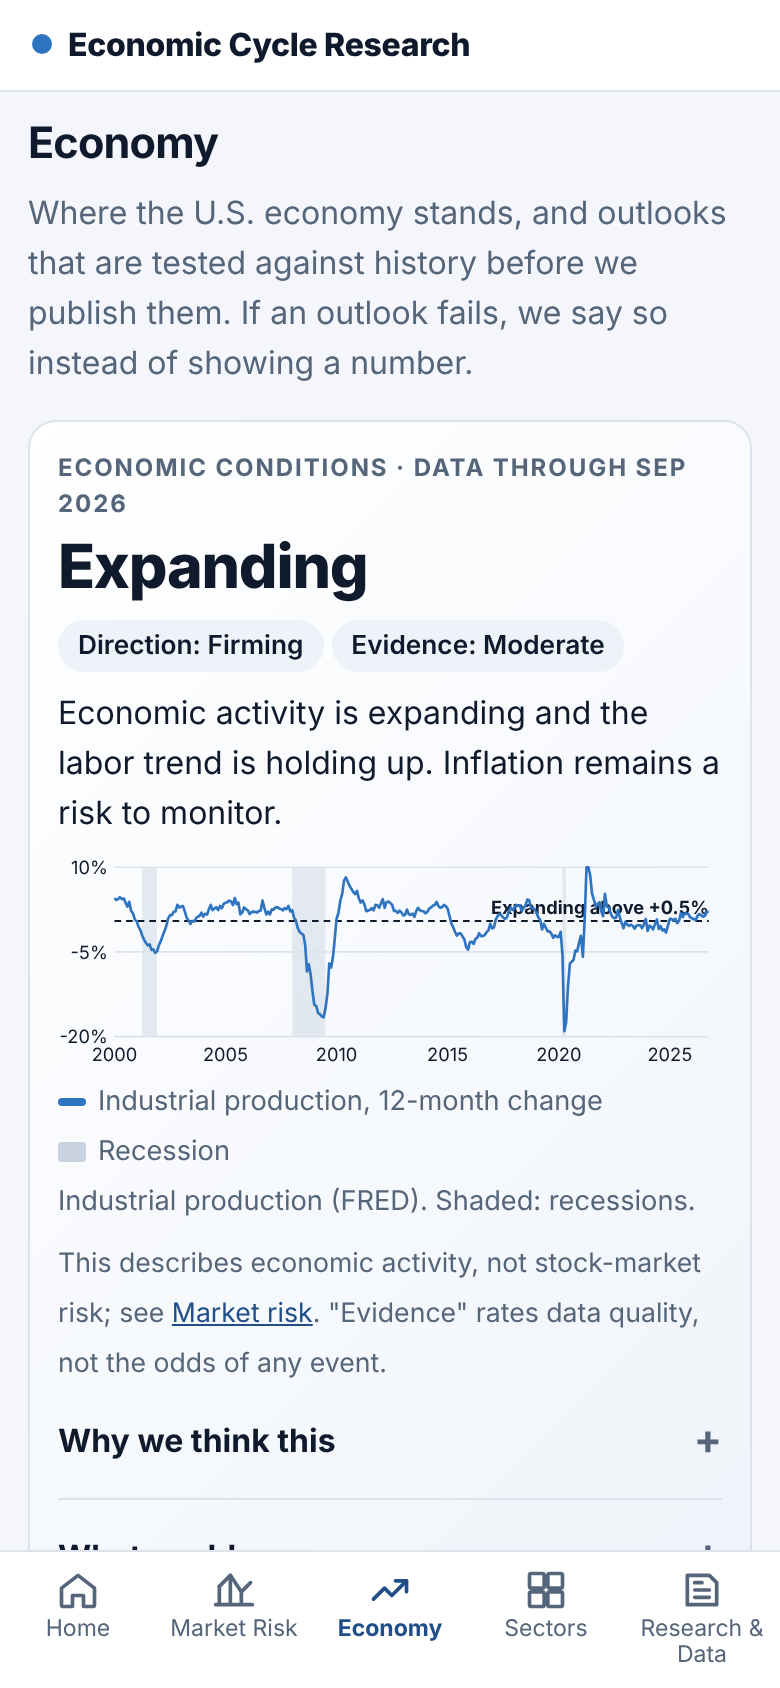 Economic Cycle Research
Economy
Where the U.S. economy stands, and outlooks
that are tested against history before we
publish them. If an outlook fails, we say so
instead of showing a number.
ECONOMIC CONDITIONS · DATA THROUGH SEP
2026
Expanding
Direction: Firming
Evidence: Moderate
Economic activity is expanding and the
labor trend is holding up. Inflation remains a
risk to monitor.
10%
Expanding above +0.5%
-5%
-20%
2000 2005 2010 2015 2020 2025
Industrial production, 12-month change
Recession
Industrial production (FRED). Shaded: recessions.
This describes economic activity, not stock-market
risk; see Market risk. "Evidence" rates data quality,
not the odds of any event.
Why we think this +
Home
Market Risk
Economy
Sectors
Research &
Data